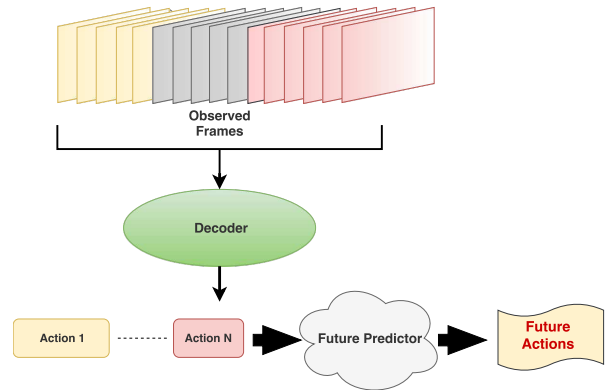 Observed
Frames
Decoder
Action 1
Action N
Future Predictor
Future
Actions